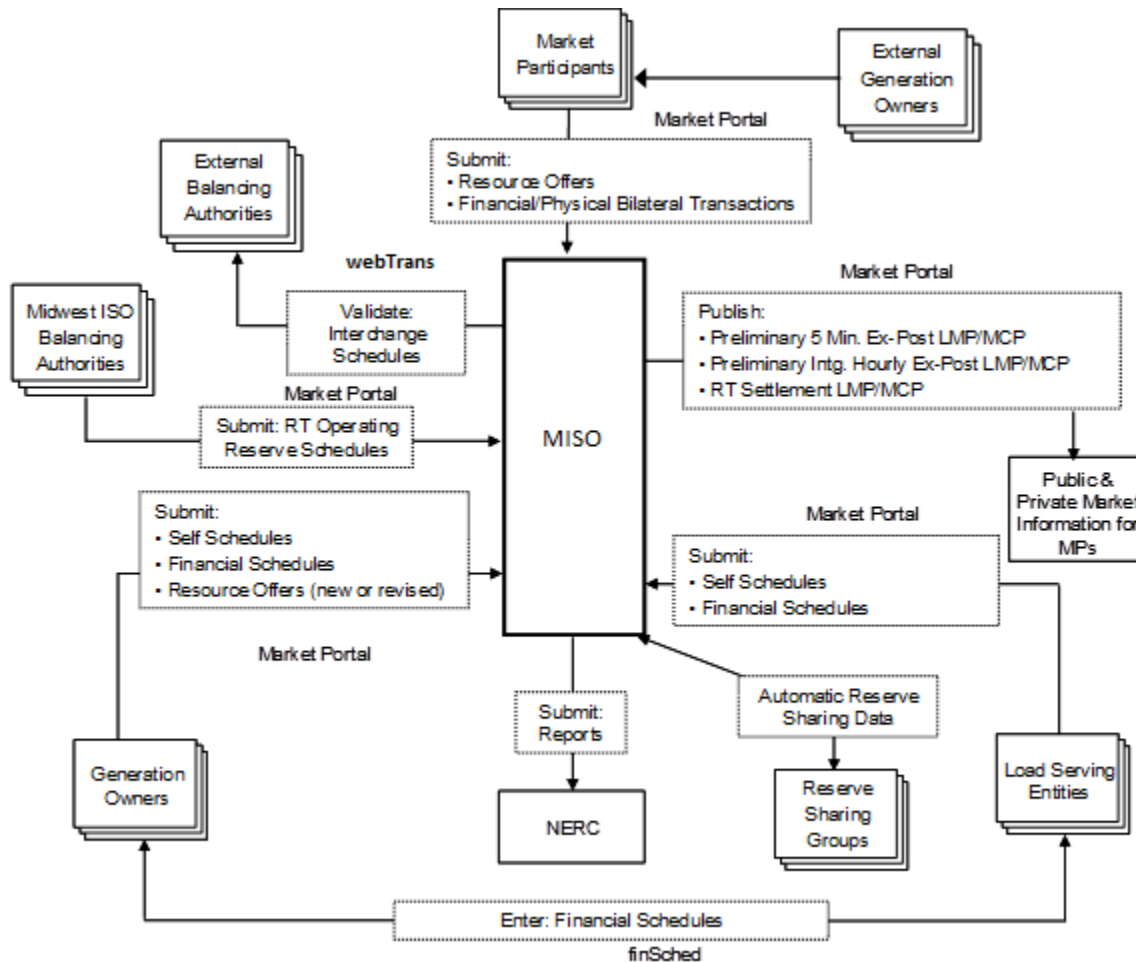 Market
Participants
External
Generation
Owners
Market Portal
Submit:
• Resource Offers
• Financial/Physical Bilateral Transactions
External
Balancing
Authorities
webTrans
Validate:
Interchange
Schedules
Midwest ISO
Balancing
Authorities
Market Portal
Submit: RT Operating
Reserve Schedules
MISO
Market Portal
Publish:
• Preliminary 5 Min. Ex-Post LMP/MCP
• Preliminary Intg. Hourly Ex-Post LMP/MCP
• RT Settlement LMP/MCP
Public &
Private Market
Information for
MPs
Submit:
• Self Schedules
• Financial Schedules
• Resource Offers (new or revised)
Market Portal
Market Portal
Submit:
• Self Schedules
• Financial Schedules
Automatic Reserve
Sharing Data
Submit:
Reports
Generation
Owners
NERC
Reserve
Sharing
Groups
Load Serving
Entities
Enter: Financial Schedules
finSched